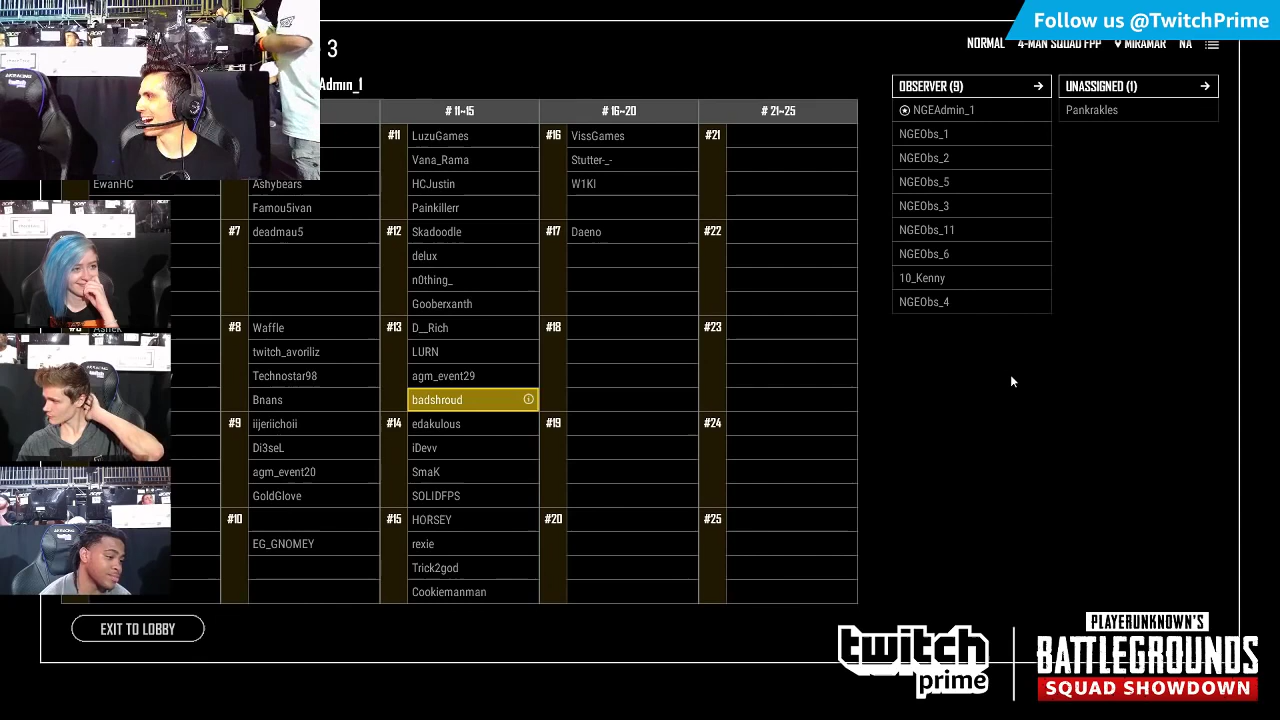 Follow us @TwitchPrime
3
NORMAL 4-MAN SQUAD FPP MIRAMAR NA
Admin_1
# 11~15 # 16~20 # 21~25
OBSERVER (9)
NGEAdmin_1
NGEObs_1
NGEObs_2
NGEObs_5
NGEObs_3
NGEObs_11
NGEObs_6
10_Kenny
NGEObs_4
UNASSIGNED (1)
Pankrakles
EwanHC
Ashybears
Famou5ivan
#7 deadmau5
#8 Waffle
twitch_avoriliz
Technostar98
Bnans
#9 iijeriichoii
Di3seL
agm_event20
GoldGlove
#10
EG_GNOMEY
#11 LuzuGames
Vana_Rama
HCJustin
Painkillerr
#12 Skadoodle
delux
n0thing_
Gooberxanth
#13 D__Rich
LURN
agm_event29
badshroud
#14 edakulous
iDevv
SmaK
SOLIDFPS
#15 HORSEY
rexie
Trick2god
Cookiemanman
#16 VissGames
Stutter-_-
W1KI
#17 Daeno
#18
#19
#20
#21
#22
#23
#24
#25
EXIT TO LOBBY
twitch prime
PLAYERUNKNOWN'S
BATTLEGROUNDS
SQUAD SHOWDOWN